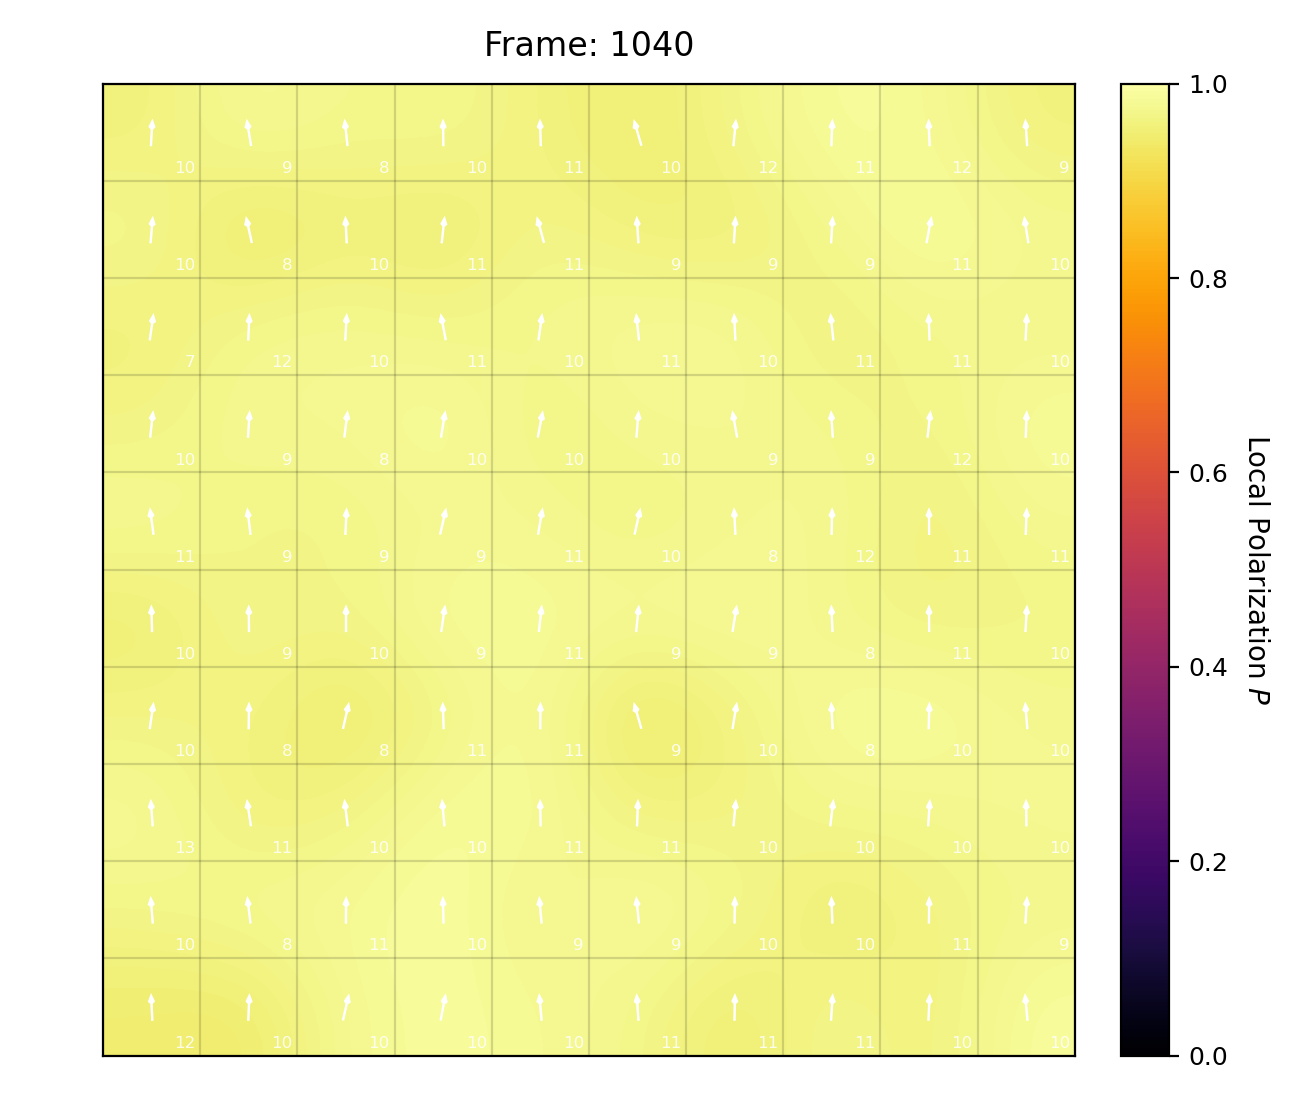 Frame: 1040
10 9 8 10 11 10 12 11 12 9
10 8 10 11 11 9 9 9 11 10
7 12 10 11 10 11 10 11 11 10
10 9 8 10 10 10 9 9 12 10
11 9 9 9 11 10 8 12 11 11
10 9 10 9 11 9 9 8 11 10
10 8 8 11 11 9 10 8 10 10
13 11 10 10 11 11 10 10 10 10
10 8 11 10 9 9 10 10 11 9
12 10 10 10 10 11 11 11 10 10
1.0
0.8
0.6
0.4
0.2
0.0
Local Polarization P